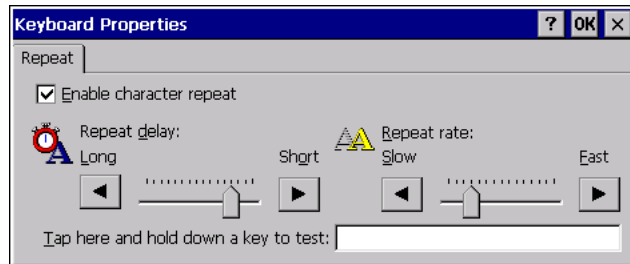 Keyboard Properties ? OK ×
Repeat
Enable character repeat
Repeat delay: Repeat rate:
Long Short Slow Fast
Tap here and hold down a key to test: